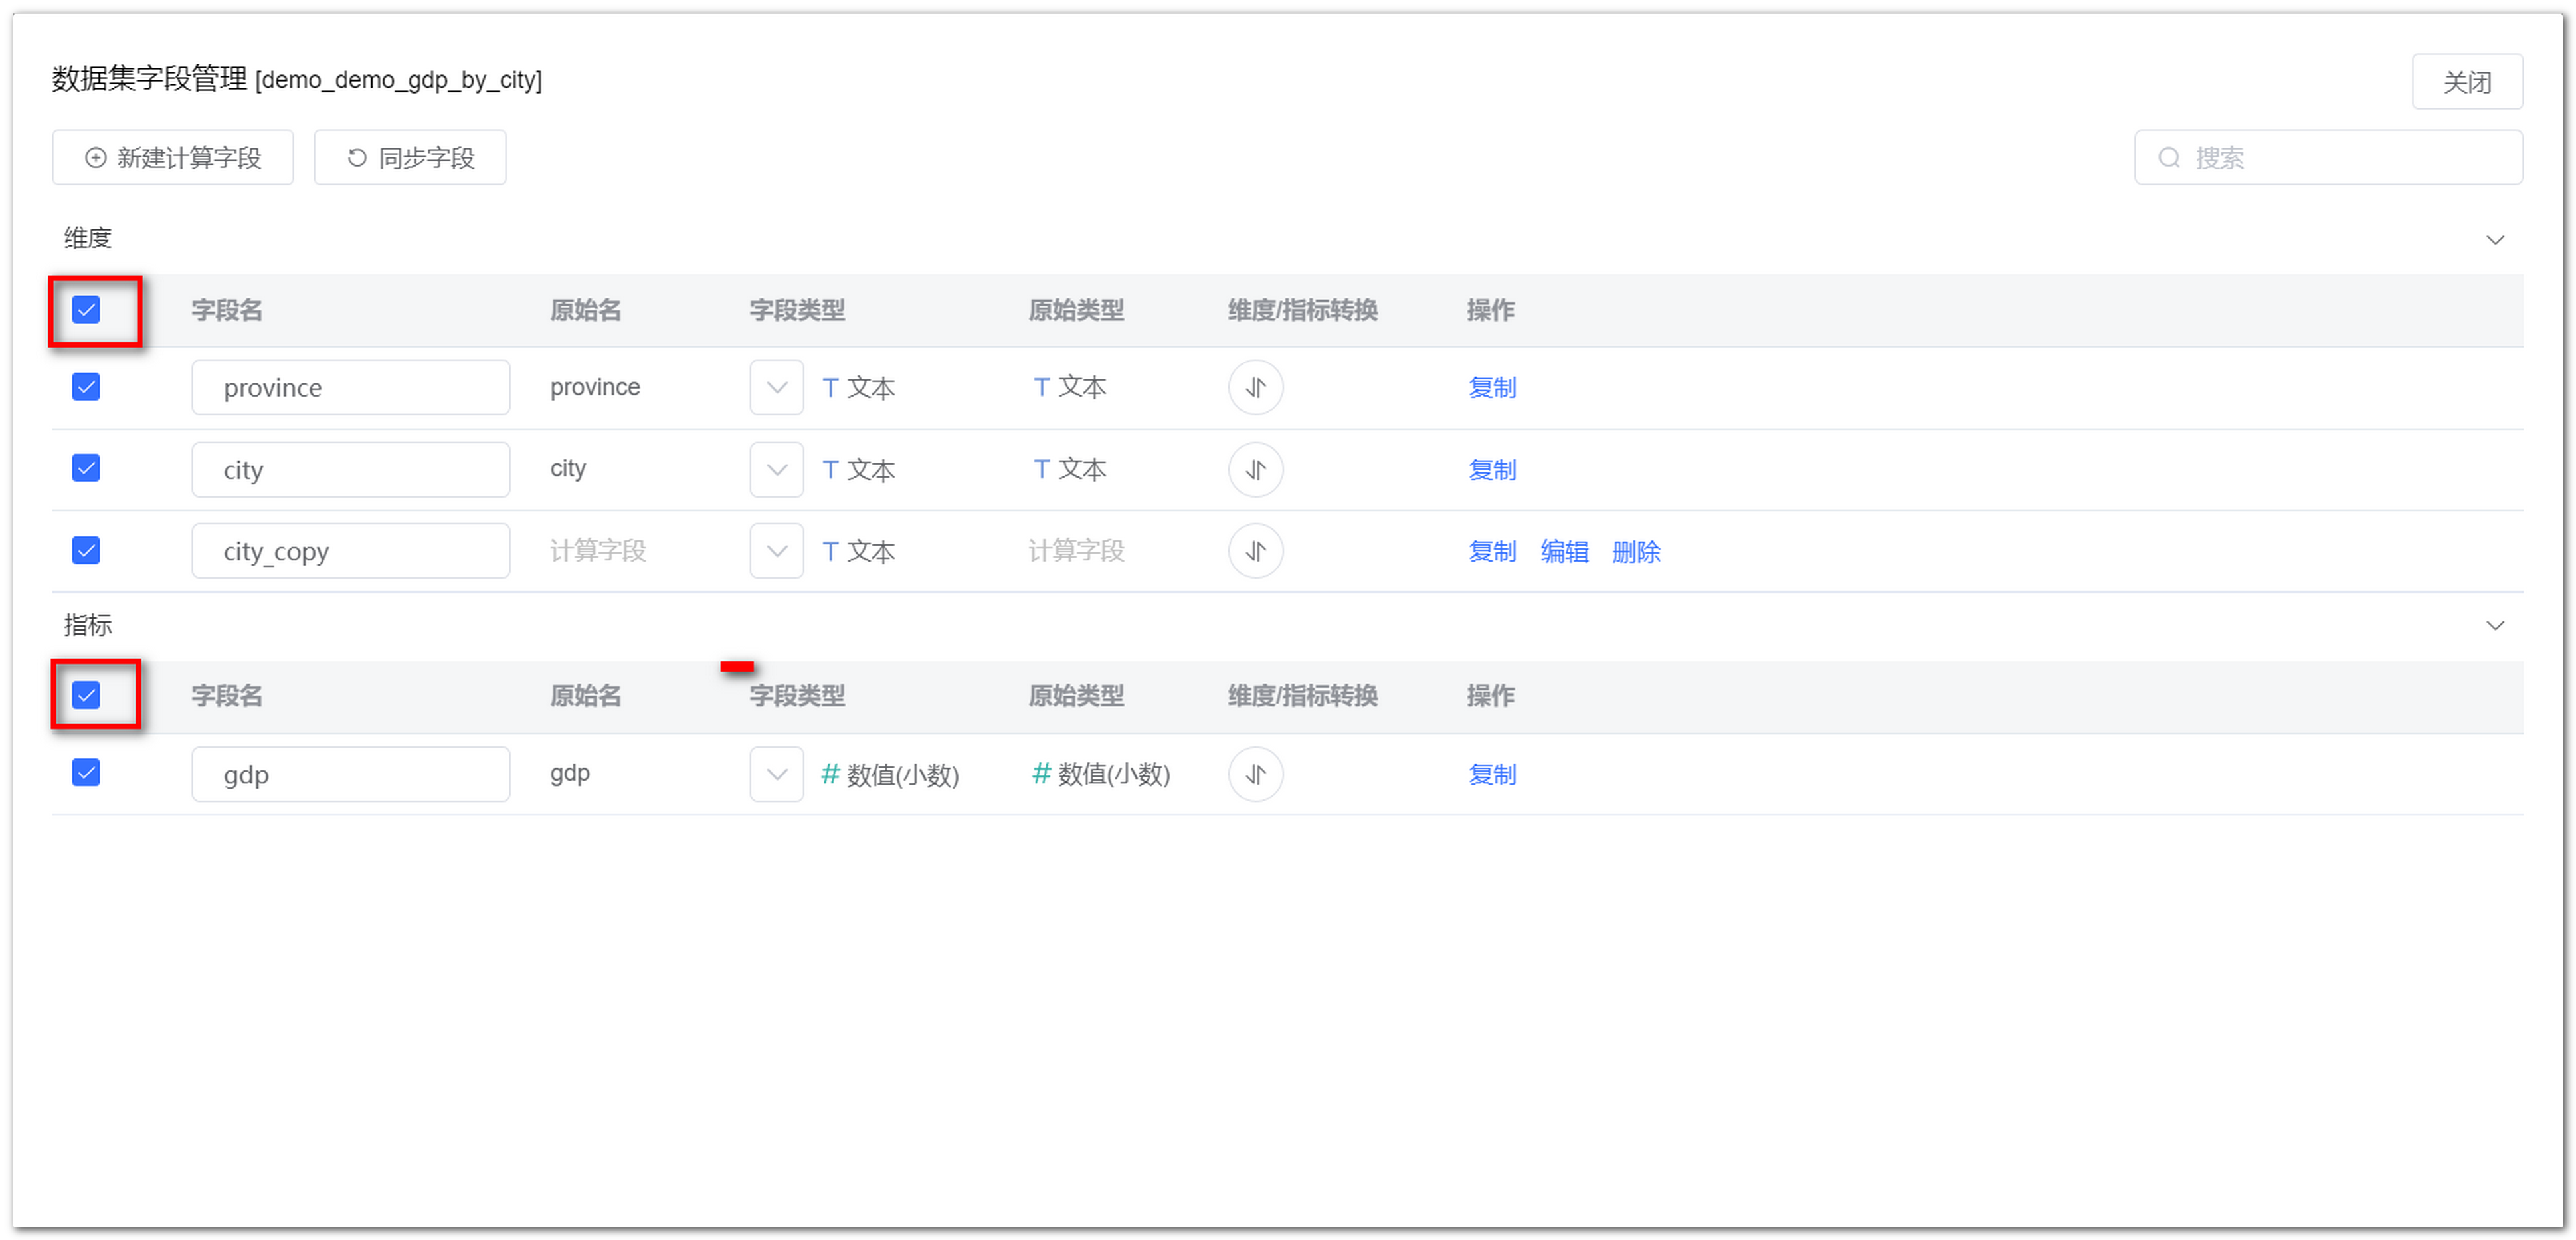 数据集字段管理 [demo_demo_gdp_by_city]
关闭
新建计算字段 同步字段 搜索
维度
字段名 原始名 字段类型 原始类型 维度/指标转换 操作
province province T 文本 T 文本 复制
city city T 文本 T 文本 复制
city_copy 计算字段 T 文本 计算字段 复制 编辑 删除
指标
字段名 原始名 字段类型 原始类型 维度/指标转换 操作
gdp gdp # 数值(小数) # 数值(小数) 复制